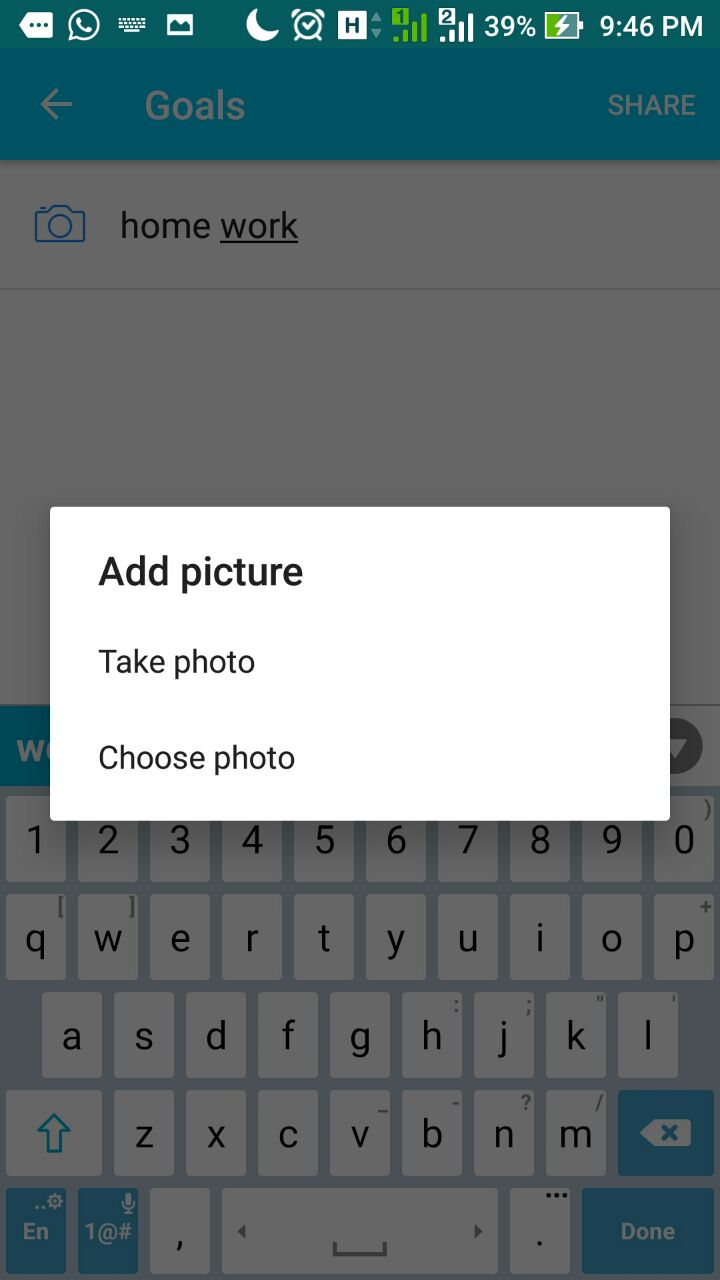 H 1 2 39% 9:46 PM
Goals SHARE
home work
Add picture
Take photo
Choose photo
1 2 3 4 5 6 7 8 9 0 )
q [ w ] e r t y u i o p +
a s d f g h : j ; k " l '
z x c v _ b - n ? m /
En 1@# , . Done